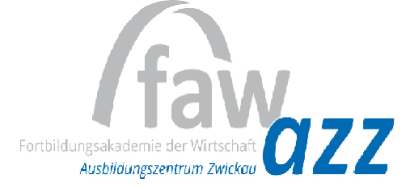 faw
Fortbildungsakademie der Wirtschaft
azz
Ausbildungszentrum Zwickau